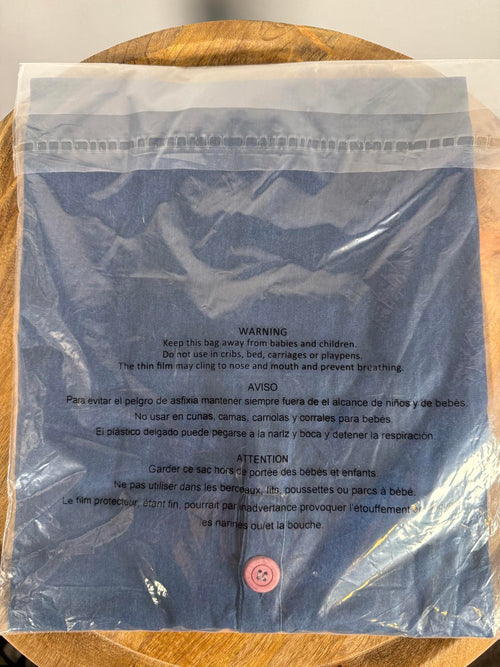 WARNING
Keep this bag away from babies and children.
Do not use in cribs, bed, carriages or playpens.
The thin film may cling to nose and mouth and prevent breathing.
AVISO
Para evitar el peligro de asfixia mantener siempre fuera de el alcance de niños y de bebés.
No usar en cunas, camas, carriolas y corrales para bebés.
El plástico delgado puede pegarse a la nariz y boca y detener la respiración.
ATTENTION
Garder ce sac hors de portée des bébés et enfants.
Ne pas utiliser dans les berceaux, lits, poussettes ou parcs à bébé.
Le film protecteur, étant fin, pourrait par inadvertance provoquer l'étouffement
les narines ou/et la bouche.